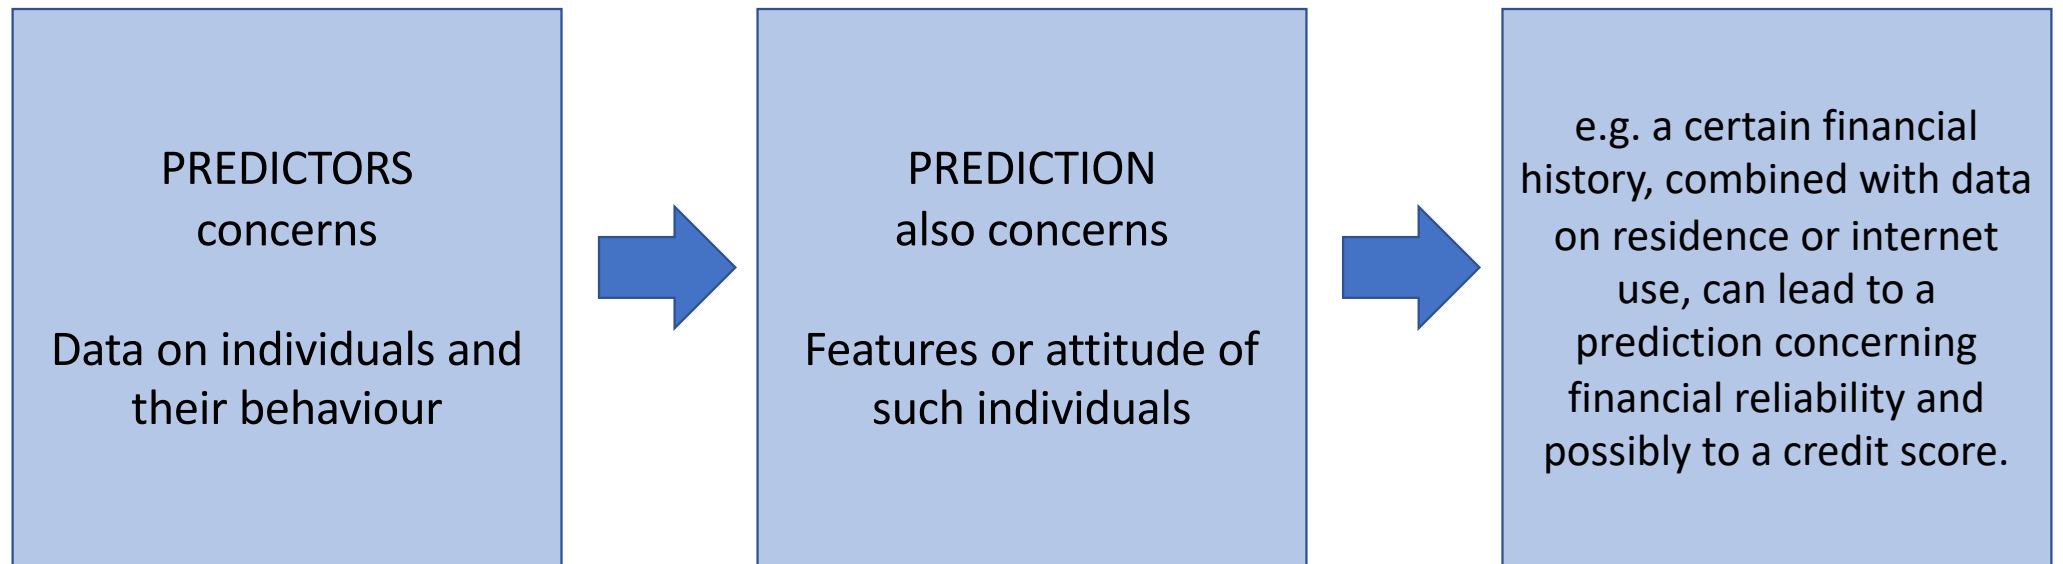 PREDICTORS
concerns
Data on individuals and
their behaviour
PREDICTION
also concerns
Features or attitude of
such individuals
e.g. a certain financial
history, combined with data
on residence or internet
use, can lead to a
prediction concerning
financial reliability and
possibly to a credit score.